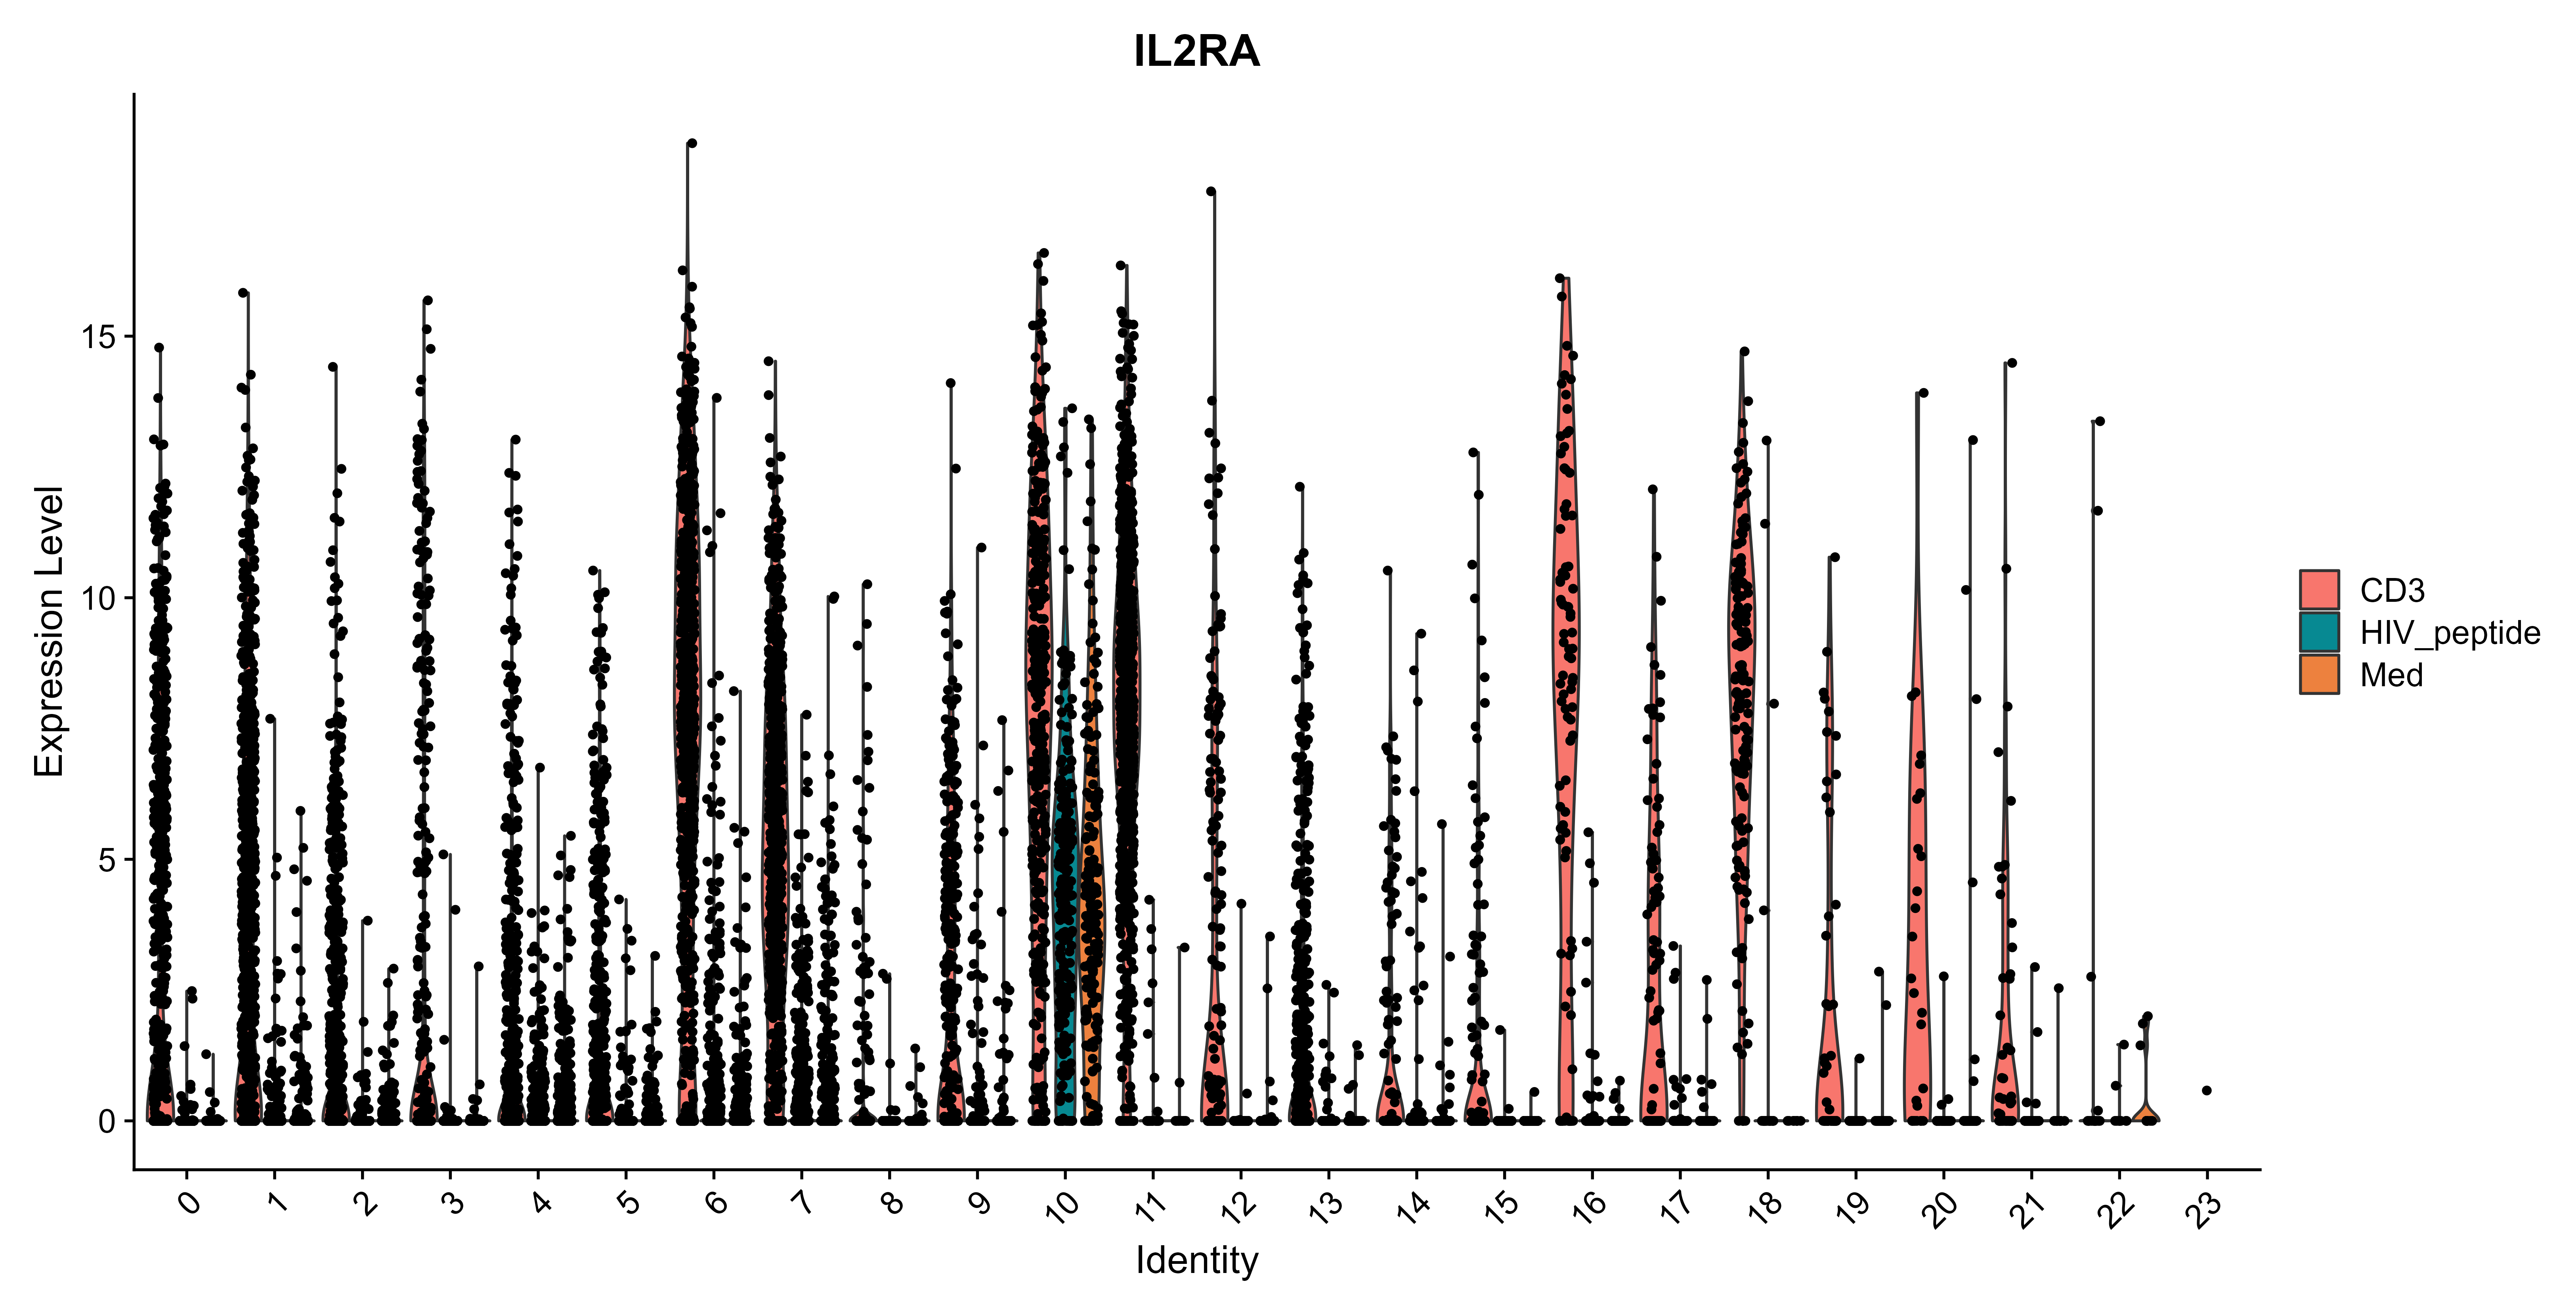 IL2RA
Expression Level
15
10
5
0
0 1 2 3 4 5 6 7 8 9 10 11 12 13 14 15 16 17 18 19 20 21 22 23
Identity
CD3
HIV_peptide
Med